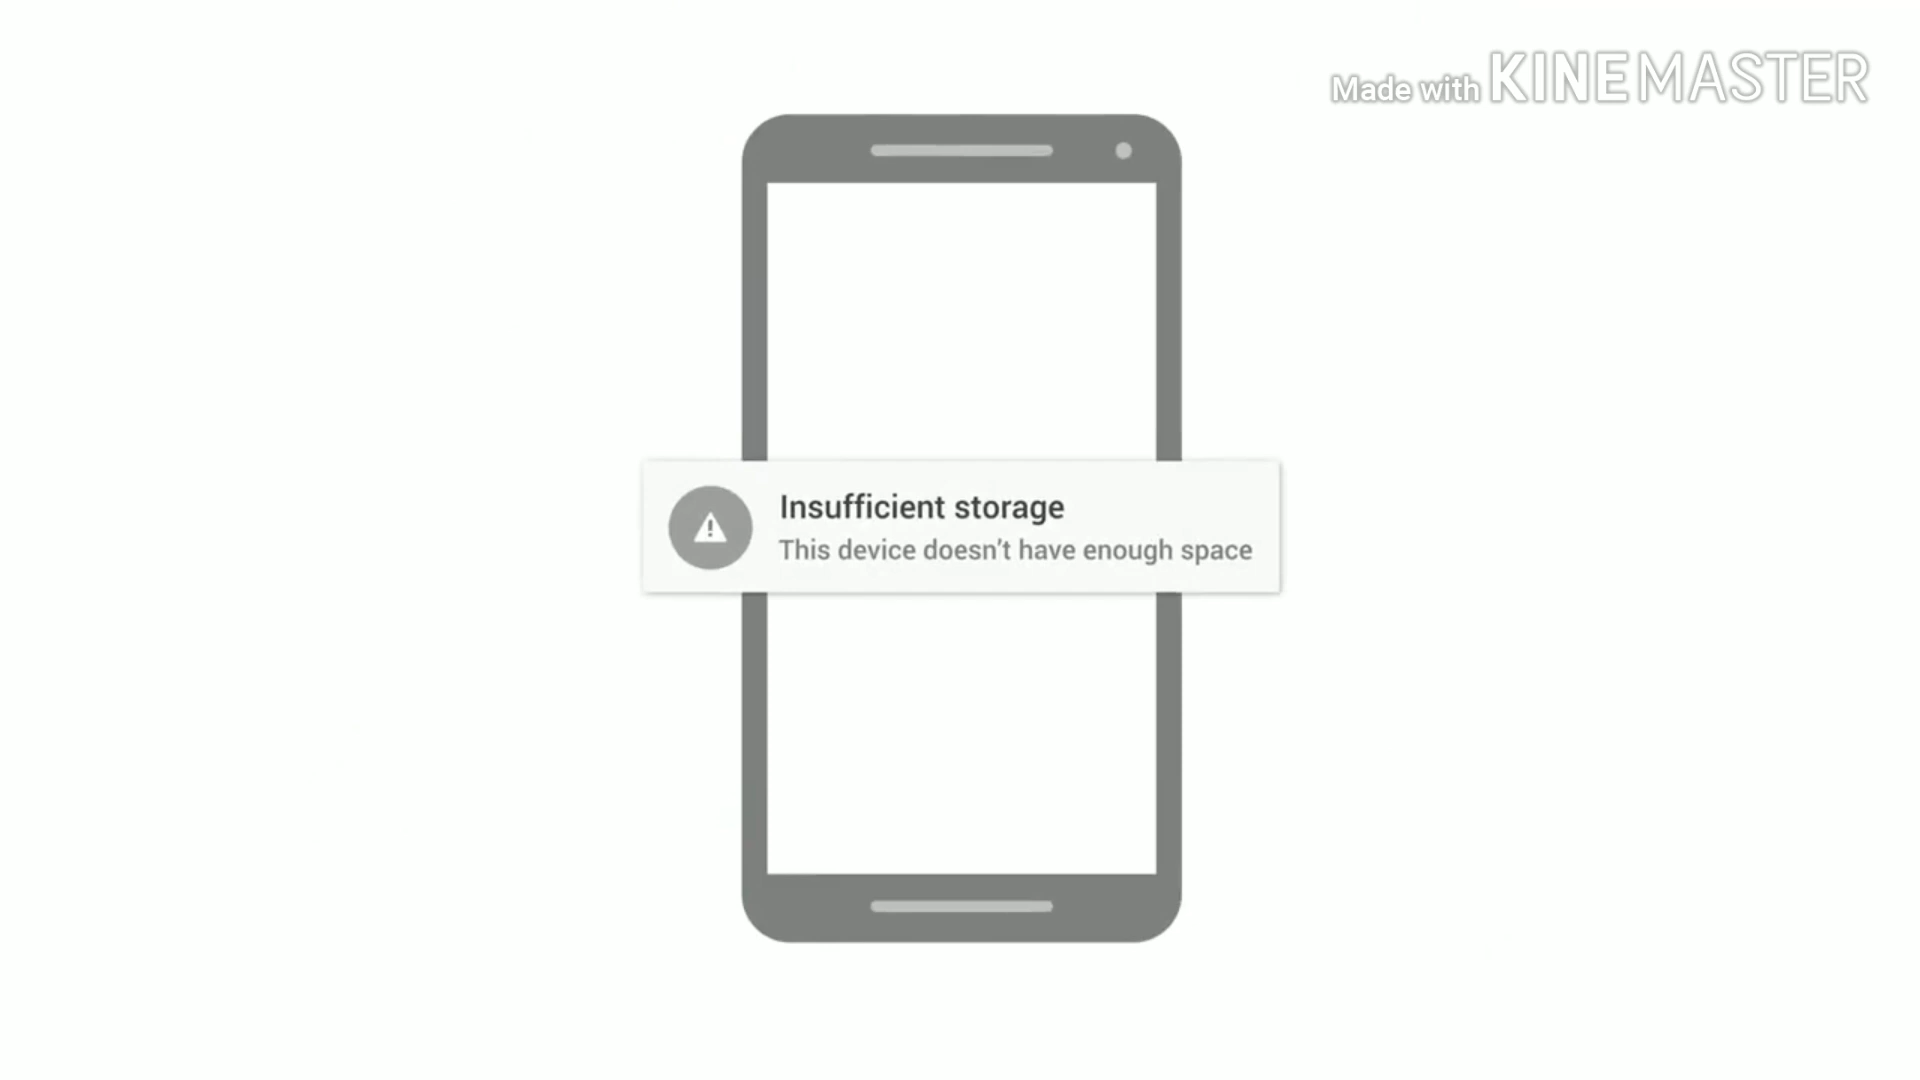 Made with KINEMASTER
Insufficient storage
This device doesn't have enough space